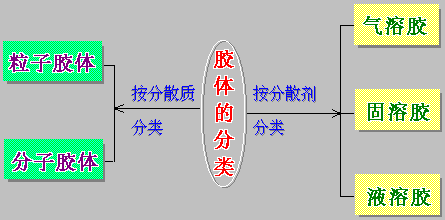 粒子胶体
分子胶体
按分散质
分类
胶体的分类
按分散剂
分类
气溶胶
固溶胶
液溶胶